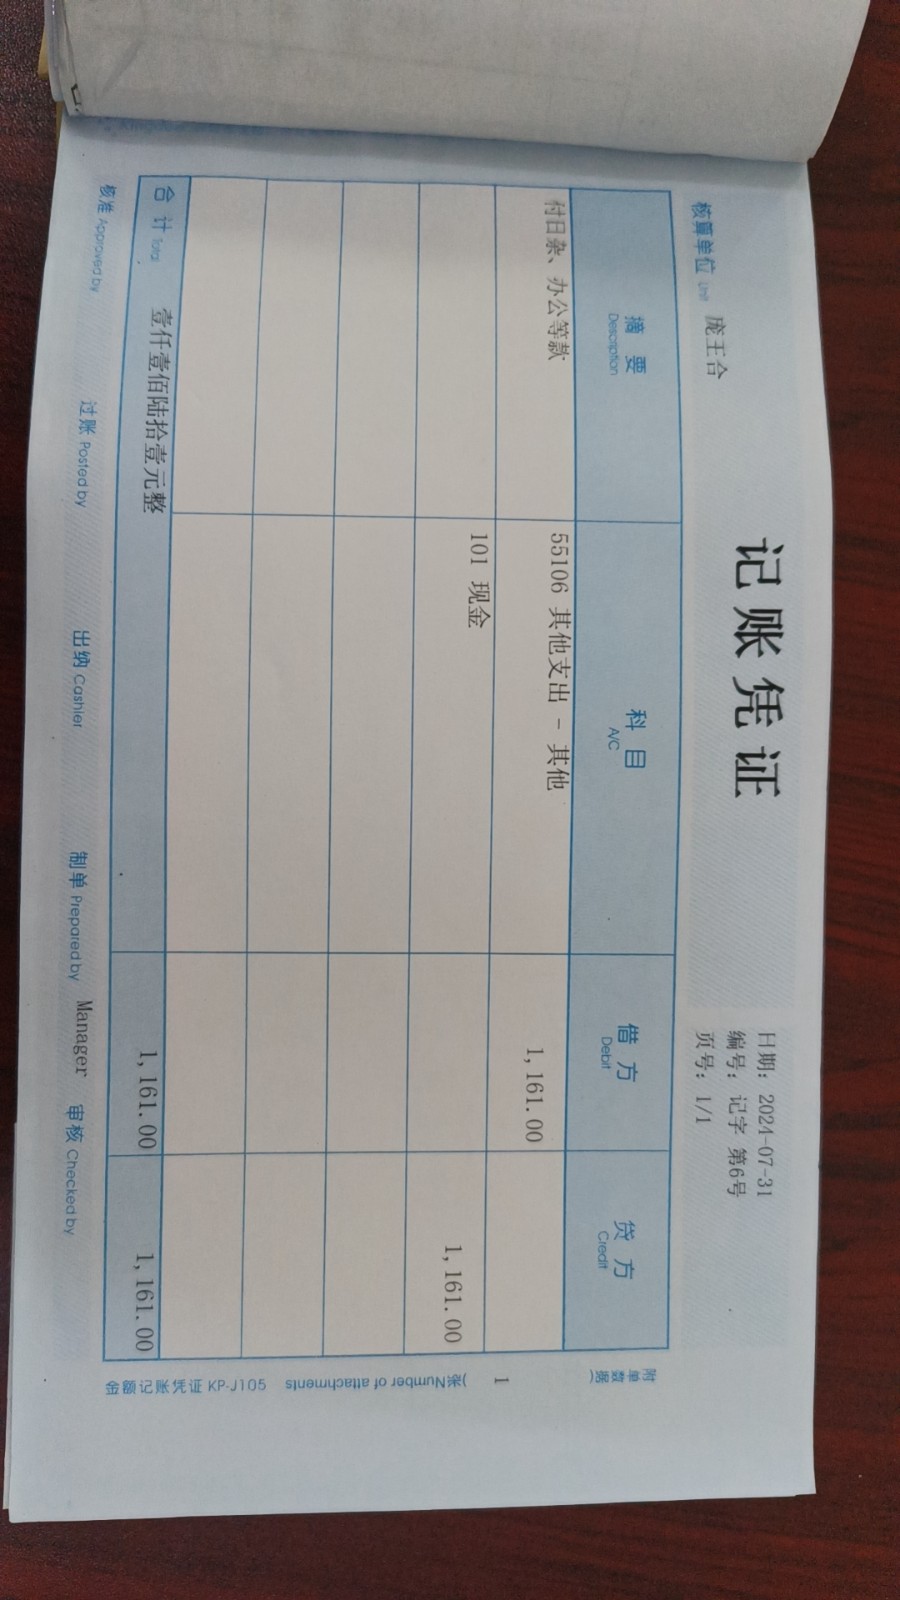 记账凭证
日期: 2024-07-31
编号: 记字 第6号
页号: 1/1
核算单位 Unit 庞王合
摘要 Description 科目 A/C 借方 Debit 贷方 Credit
付日杂、办公等款 55106 其他支出 - 其他 1,161.00
101 现金 1,161.00
合计 Total 壹仟壹佰陆拾壹元整 1,161.00 1,161.00
核准 Approved by 过账 Posted by 出纳 Cashier 制单 Prepared by Manager 审核 Checked by
附单数据(
1
张Number of attachments)
金额记账凭证 KP-J105